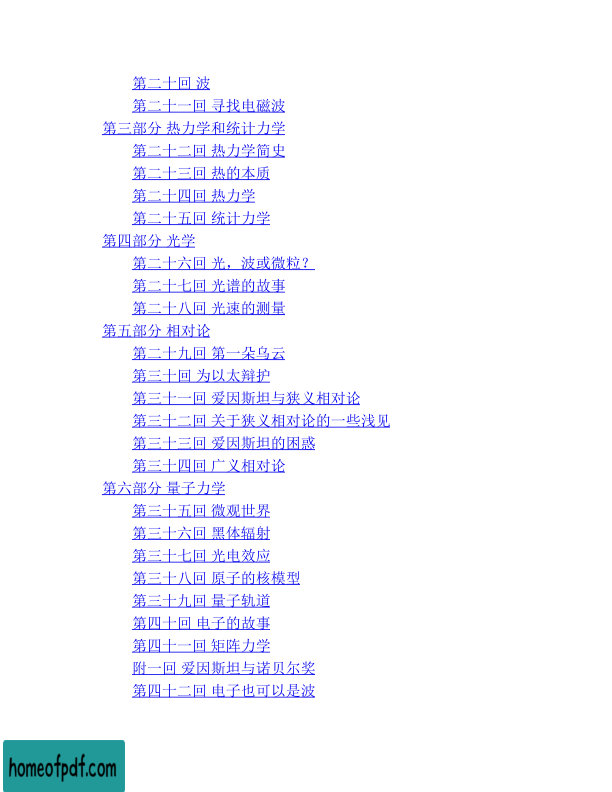 第二十回 波
第二十一回 寻找电磁波
第三部分 热力学和统计力学
第二十二回 热力学简史
第二十三回 热的本质
第二十四回 热力学
第二十五回 统计力学
第四部分 光学
第二十六回 光，波或微粒？
第二十七回 光谱的故事
第二十八回 光速的测量
第五部分 相对论
第二十九回 第一朵乌云
第三十回 为以太辩护
第三十一回 爱因斯坦与狭义相对论
第三十二回 关于狭义相对论的一些浅见
第三十三回 爱因斯坦的困惑
第三十四回 广义相对论
第六部分 量子力学
第三十五回 微观世界
第三十六回 黑体辐射
第三十七回 光电效应
第三十八回 原子的核模型
第三十九回 量子轨道
第四十回 电子的故事
第四十一回 矩阵力学
附一回 爱因斯坦与诺贝尔奖
第四十二回 电子也可以是波
homeofpdf.com